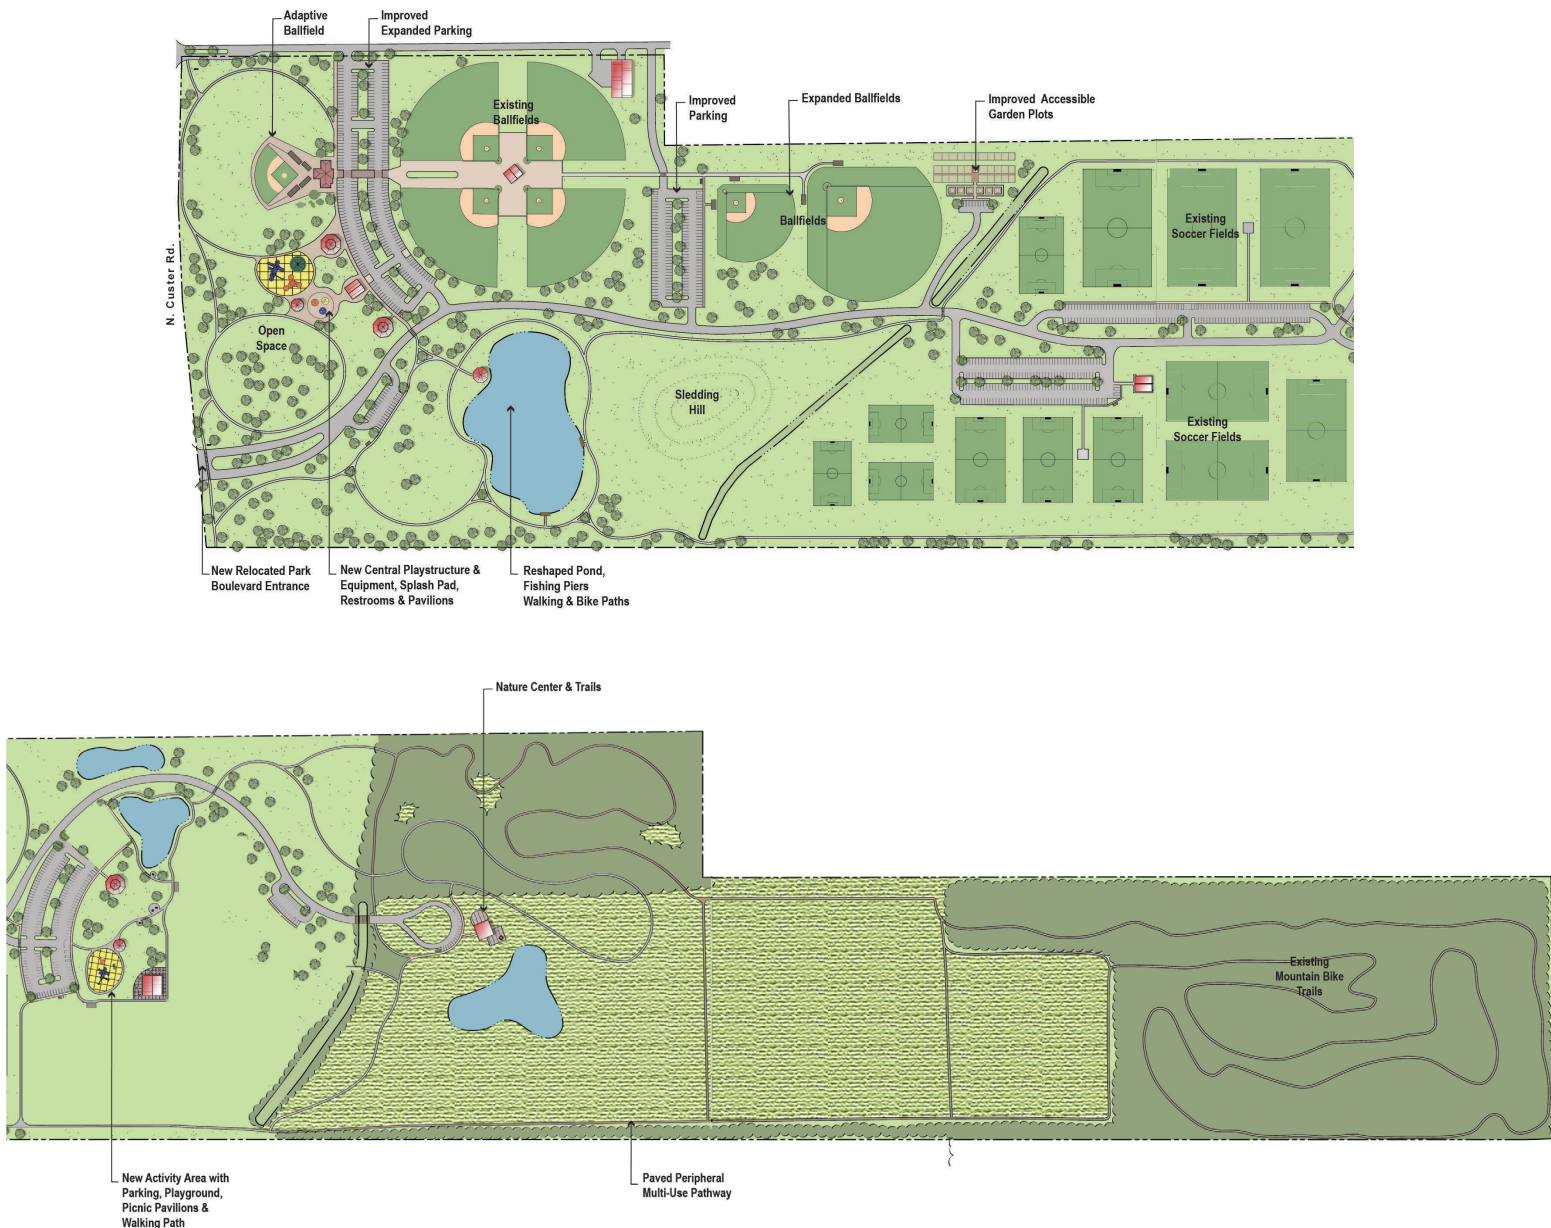 Adaptive
Ballfield
Improved
Expanded Parking
Existing
Ballfields
Improved
Parking
Expanded Ballfields
Improved Accessible
Garden Plots
Ballfields
Existing
Soccer Fields
N. Custer Rd.
Open
Space
Sledding
Hill
Existing
Soccer Fields
New Relocated Park
Boulevard Entrance
New Central Playstructure &
Equipment, Splash Pad,
Restrooms & Pavilions
Reshaped Pond,
Fishing Piers
Walking & Bike Paths
Nature Center & Trails
Existing
Mountain Bike
Trails
New Activity Area with
Parking, Playground,
Picnic Pavilions &
Walking Path
Paved Peripheral
Multi-Use Pathway